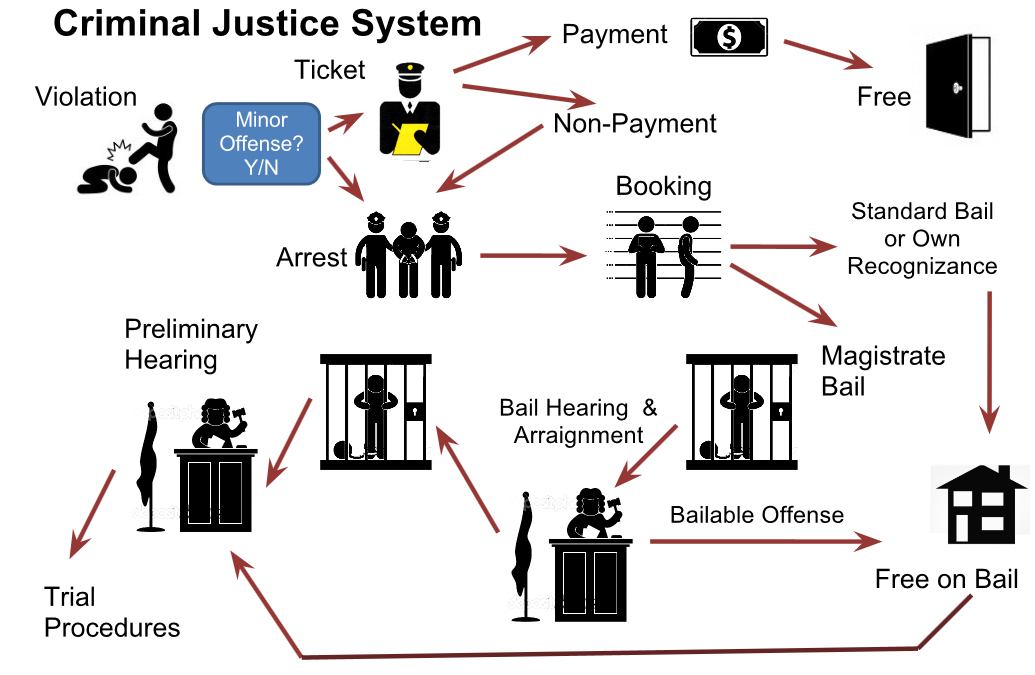 Criminal Justice System
Payment
$
Ticket
Violation
Free
Minor
Offense?
Y/N
Non-Payment
Booking
Standard Bail
or Own
Recognizance
Arrest
Preliminary
Hearing
Magistrate
Bail
Bail Hearing &
Arraignment
Bailable Offense
Free on Bail
Trial
Procedures